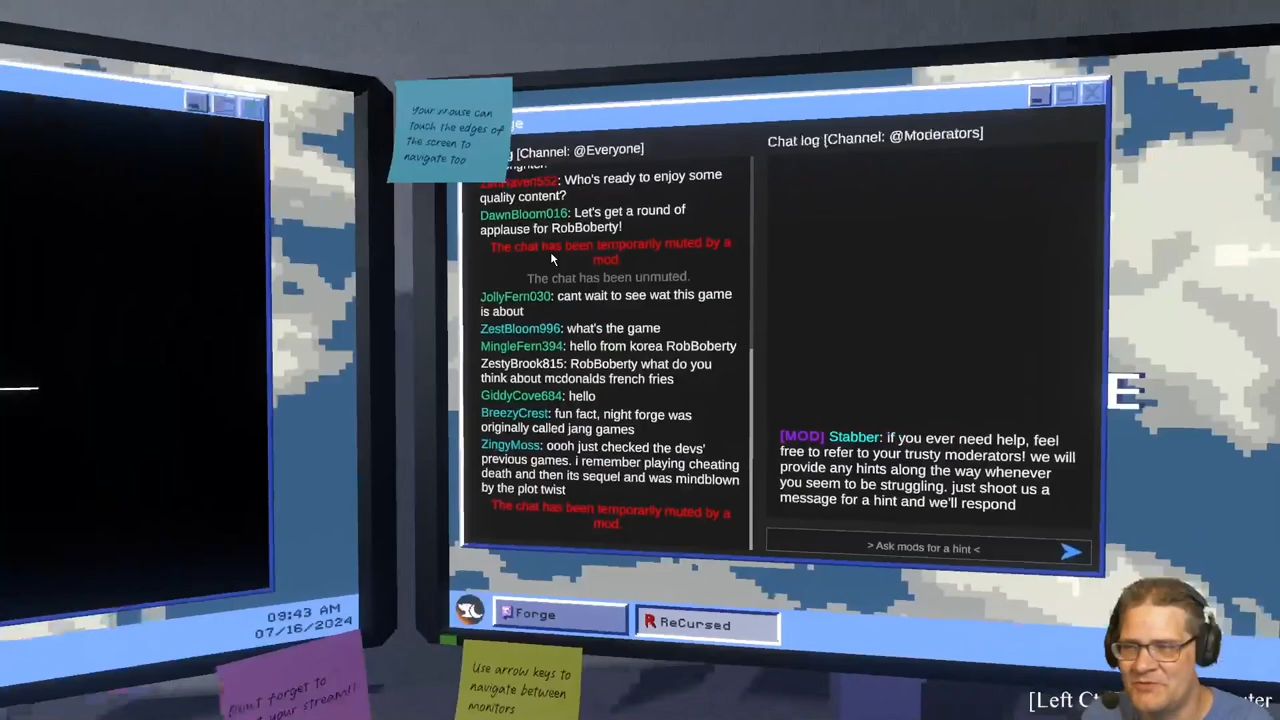 Your mouse can
touch the edges of
the screen to
navigate too
[Channel: @Everyone]
Who's ready to enjoy some
quality content?
DawnBloom016: Let's get a round of
applause for RobBoberty!
The chat has been temporarily muted by a
mod.
The chat has been unmuted.
JollyFern030: cant wait to see wat this game
is about
ZestBloom996: what's the game
MingleFern394: hello from korea RobBoberty
ZestyBrook815: RobBoberty what do you
think about mcdonalds french fries
GiddyCove684: hello
BreezyCrest: fun fact, night forge was
originally called jang games
ZingyMoss: oooh just checked the devs'
previous games. i remember playing cheating
death and then its sequel and was mindblown
by the plot twist
The chat has been temporarily muted by a
mod.
Chat log [Channel: @Moderators]
[MOD] Stabber: if you ever need help, feel
free to refer to your trusty moderators! we will
provide any hints along the way whenever
you seem to be struggling, just shoot us a
message for a hint and we'll respond
> Ask mods for a hint <
E
09:43 AM
07/16/2024
Forge
ReCursed
Don't forget to
your stream!!
Use arrow keys to
navigate between
monitors
[Left